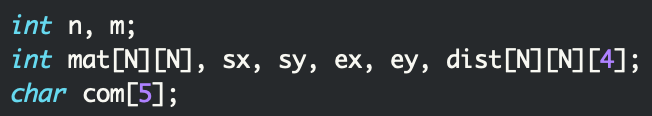 int n, m;
int mat[N][N], sx, sy, ex, ey, dist[N][N][4];
char com[5];